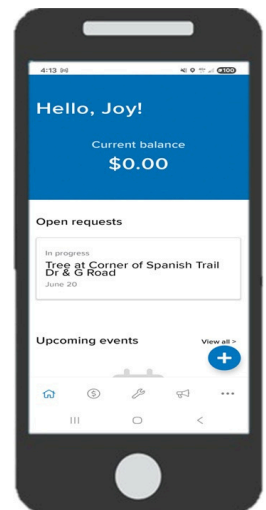 4:13
100
Hello, Joy!
Current balance
$0.00
Open requests
In progress
Tree at Corner of Spanish Trail
Dr & G Road
June 20
Upcoming events
View all >